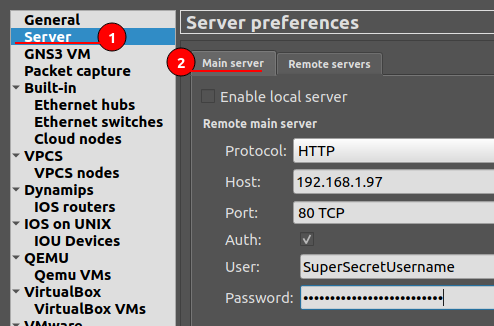 General
Server
GNS3 VM
Packet capture
Built-in
Ethernet hubs
Ethernet switches
Cloud nodes
VPCS
VPCS nodes
Dynamips
IOS routers
IOS on UNIX
IOU Devices
QEMU
Qemu VMs
VirtualBox
VirtualBox VMs
VMware
1
Server preferences
2
Main server
Remote servers
Enable local server
Remote main server
Protocol: HTTP
Host: 192.168.1.97
Port: 80 TCP
Auth:
User: SuperSecretUsername
Password: ••••••••••••••••••••••••••